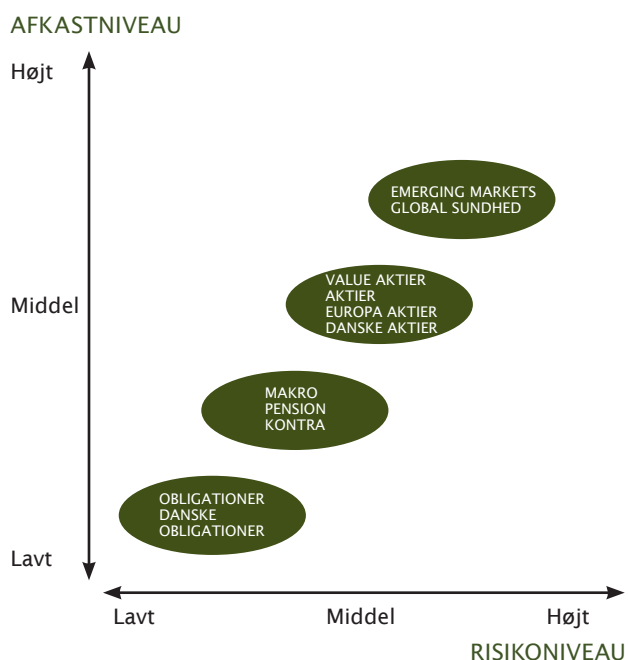 AFKASTNIVEAU
Højt
EMERGING MARKETS
GLOBAL SUNDHED
VALUE AKTIER
AKTIER
EUROPA AKTIER
DANSKE AKTIER
Middel
MAKRO
PENSION
KONTRA
OBLIGATIONER
DANSKE
OBLIGATIONER
Lavt
Lavt Middel Højt
RISIKONIVEAU